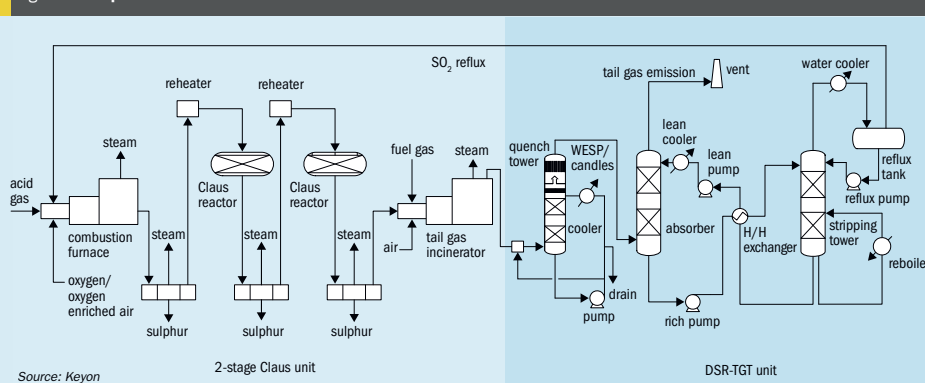 SO2 reflux
water cooler
tail gas emission
vent
reheater
reheater
lean
cooler
steam
fuel gas
steam
quench
tower
WESP/
candles
lean
pump
reflux
tank
reflux pump
acid
gas
Claus
reactor
Claus
reactor
combustion
furnace
steam
steam
steam
air
tail gas
incinerator
cooler
absorber
H/H
exchanger
stripping
tower
reboile
oxygen/
oxygen
enriched air
drain
pump
rich pump
sulphur
sulphur
sulphur
2-stage Claus unit
DSR-TGT unit
Source: Keyon